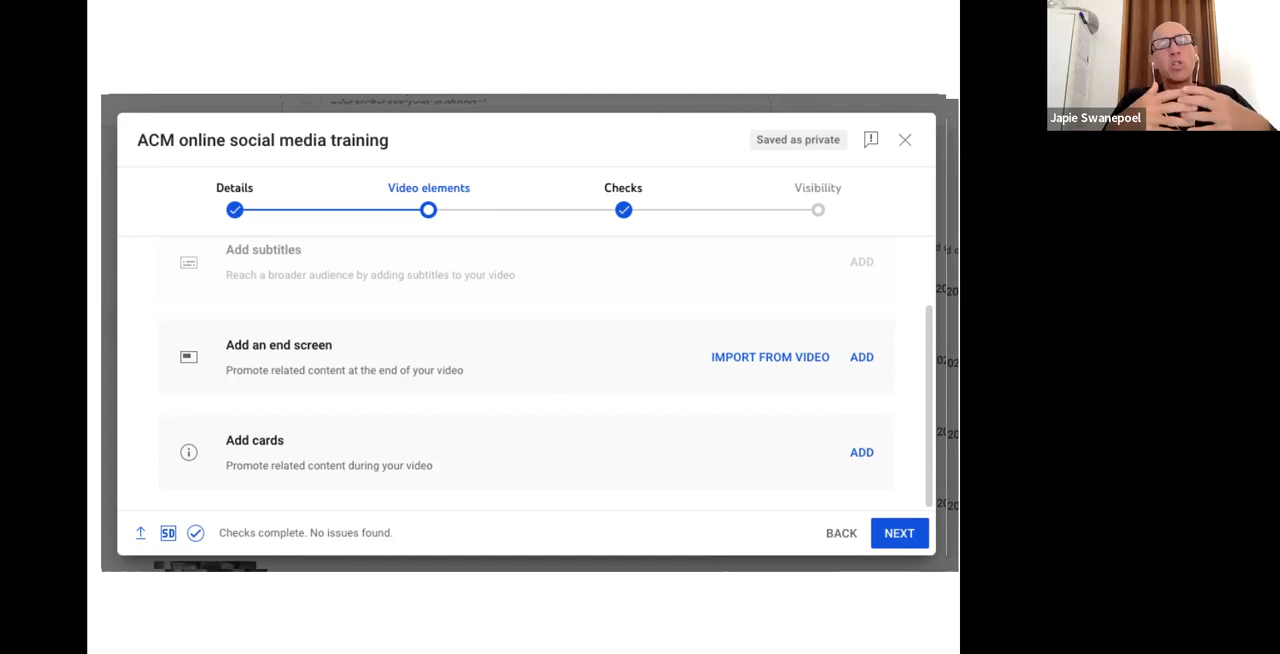 ACM online social media training
Saved as private
Details
Video elements
Checks
Visibility
Add subtitles
Reach a broader audience by adding subtitles to your video
ADD
Add an end screen
Promote related content at the end of your video
IMPORT FROM VIDEO
ADD
Add cards
Promote related content during your video
ADD
SD
Checks complete. No issues found.
BACK
NEXT
Japie Swanepoel